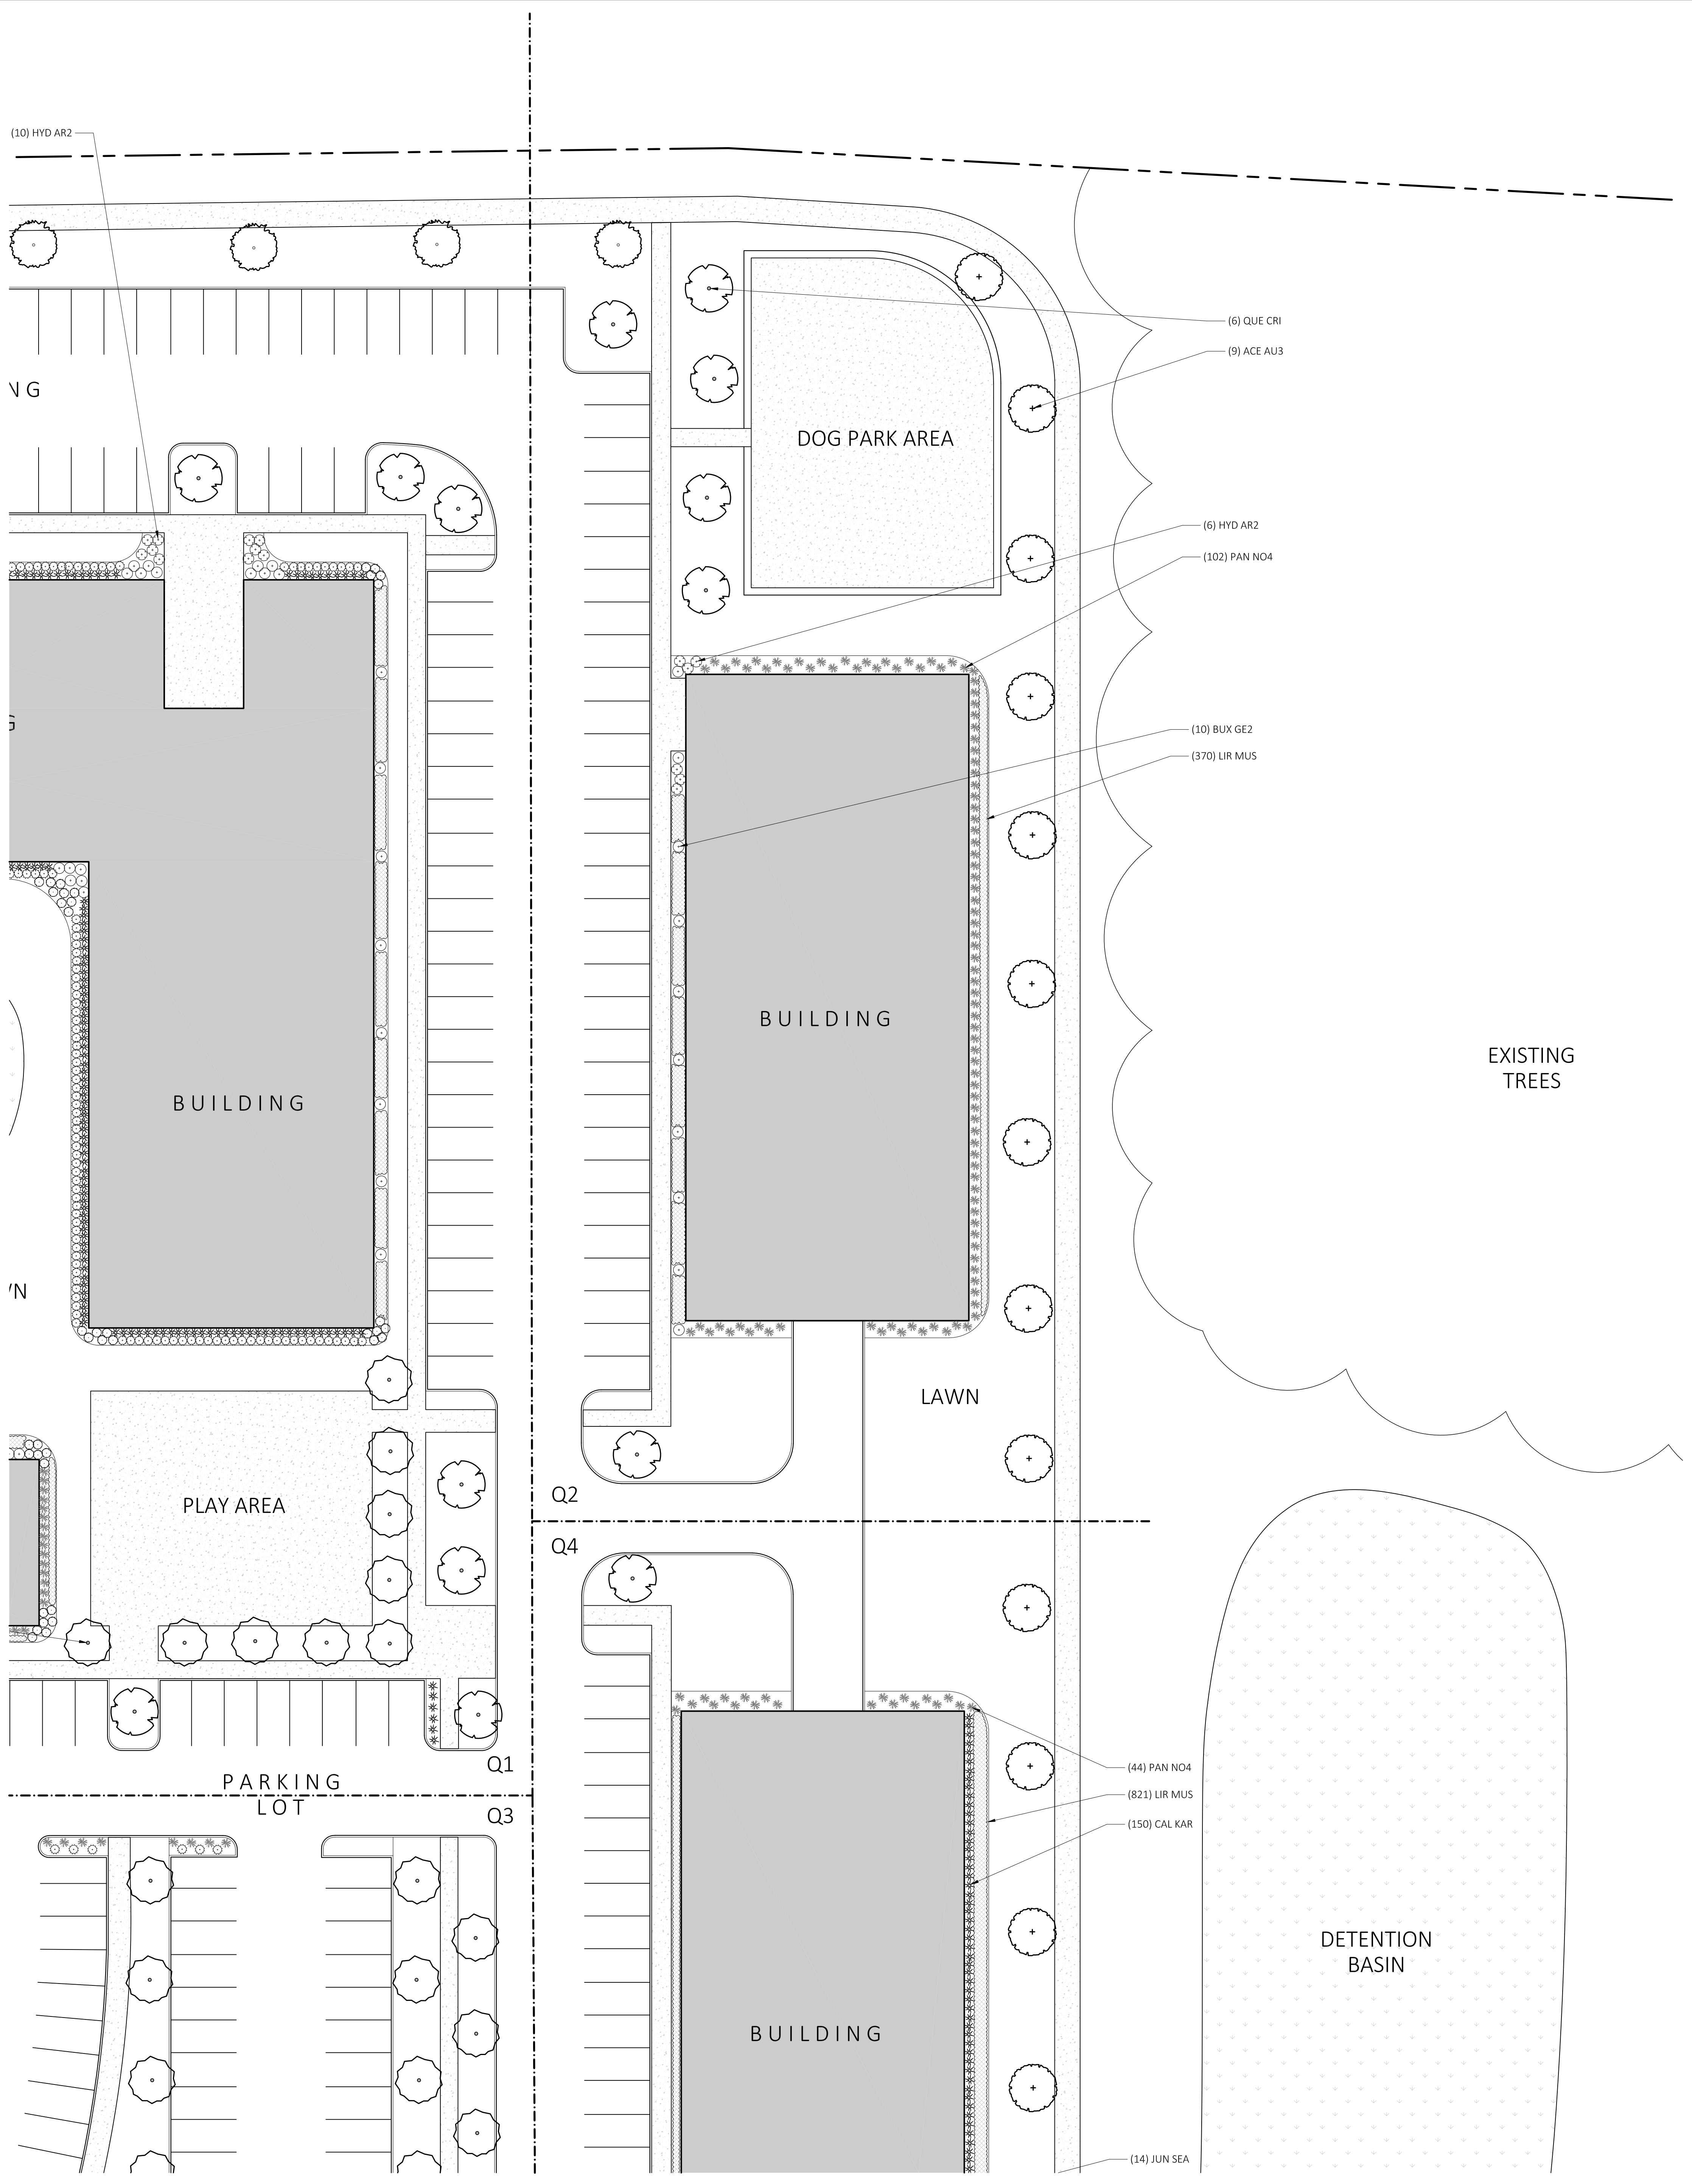 (10) HYD AR2
(6) QUE CRI
(9) ACE AU3
NG
DOG PARK AREA
(6) HYD AR2
(102) PAN NO4
G
(10) BUX GE2
(370) LIR MUS
BUILDING
EXISTING
TREES
BUILDING
WN
LAWN
Q2
PLAY AREA
Q4
Q1
(44) PAN NO4
PARKING
(821) LIR MUS
LOT
Q3
(150) CAL KAR
DETENTION
BASIN
BUILDING
(14) JUN SEA